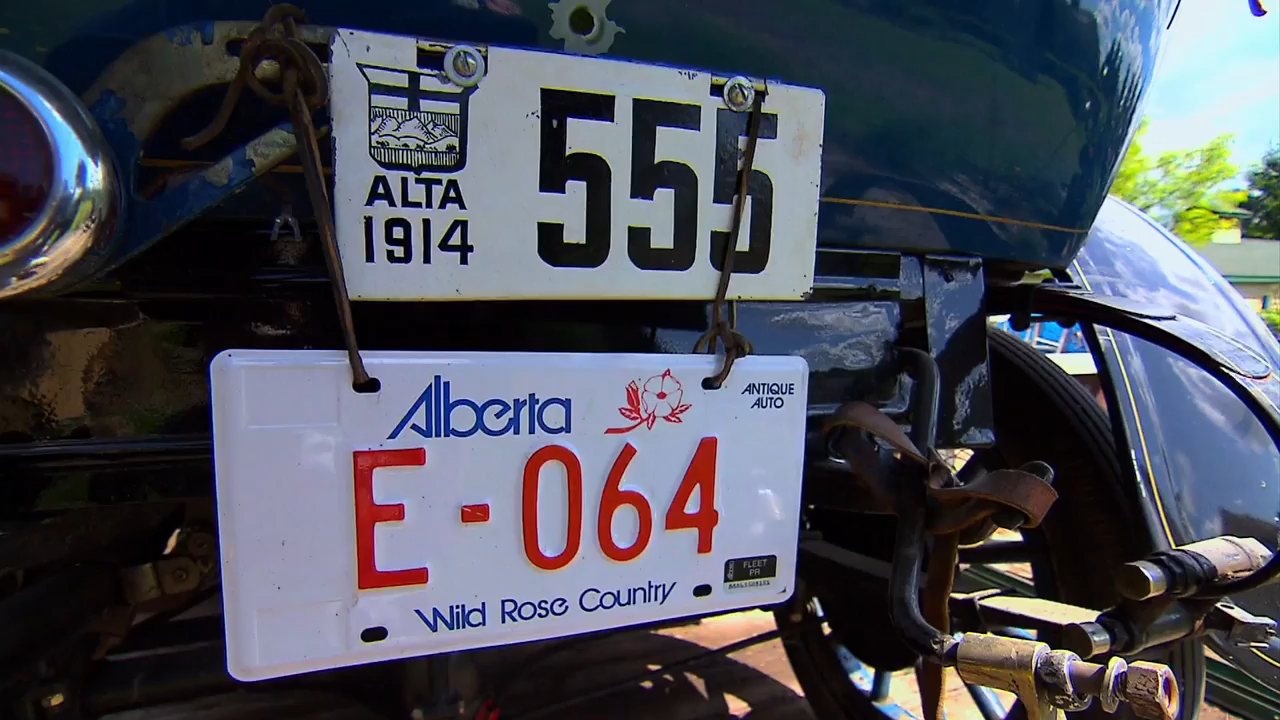 ALTA
1914
555
Alberta
ANTIQUE
AUTO
E-064
FLEET
PR
Wild Rose Country